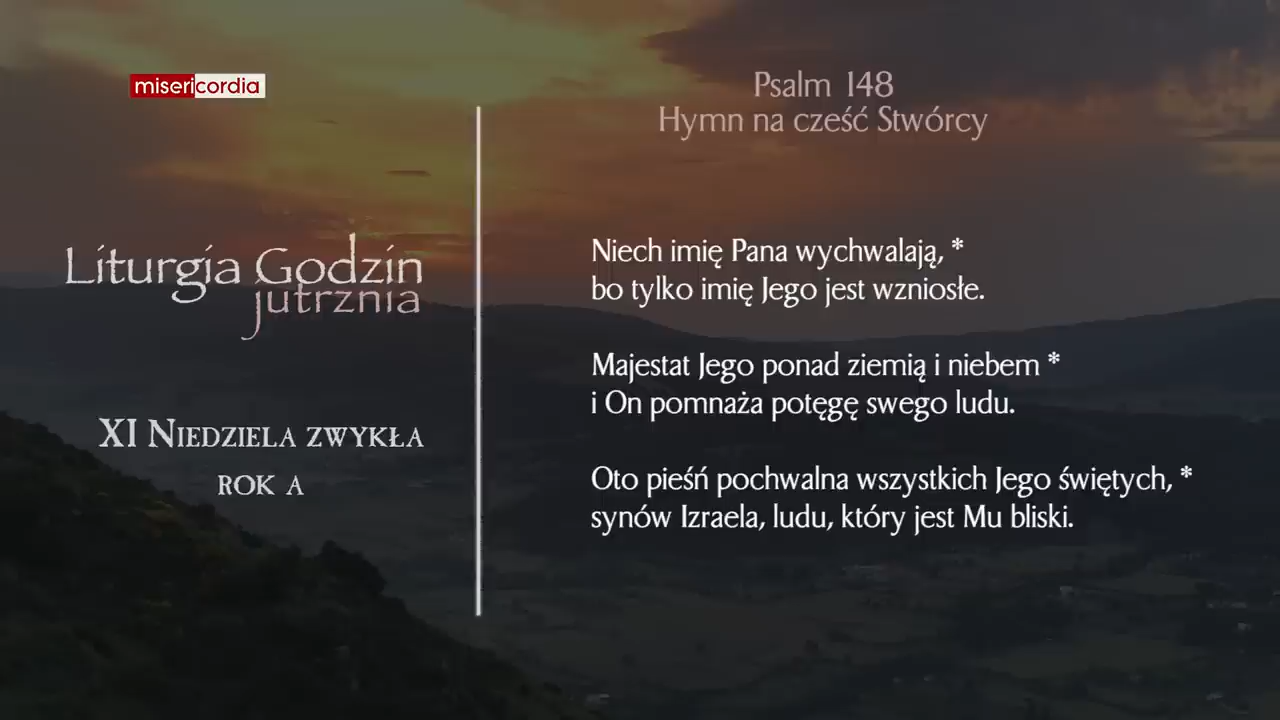 misericordia
Liturgia Godzin
jutrznia
XI Niedziela zwykła
rok A
Psalm 148
Hymn na cześć Stwórcy
Niech imię Pana wychwalają, *
bo tylko imię Jego jest wzniosłe.
Majestat Jego ponad ziemią i niebem *
i On pomnaża potęgę swego ludu.
Oto pieśń pochwalna wszystkich Jego świętych, *
synów Izraela, ludu, który jest Mu bliski.